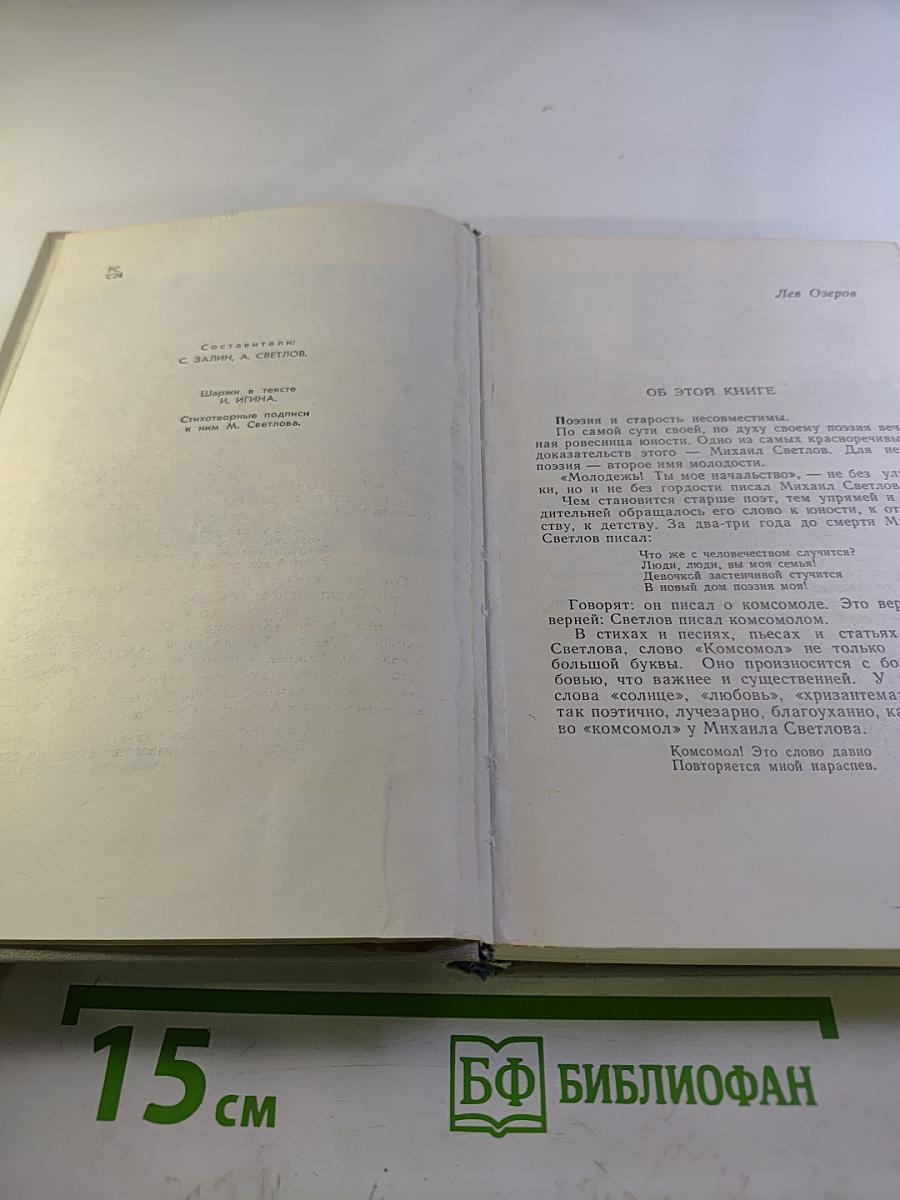 РС
С24
Составители:
С. ЗАЛИН, А. СВЕТЛОВ.
Шаржи в тексте
И. ИГИНА.
Стихотворные подписи
к ним М. Светлова.
Лев Озеров
ОБ ЭТОЙ КНИГЕ
Поэзия и старость несовместимы.
По самой сути своей, по духу своему поэзия веч
ная ровесница юности. Одно из самых красноречивы
доказательств этого — Михаил Светлов. Для не
поэзия — второе имя молодости.
«Молодежь! Ты мое начальство», — не без улы
ки, но и не без гордости писал Михаил Светлов
Чем становится старше поэт, тем упрямей и
дительней обращалось его слово к юности, к от
ству, к детству. За два-три года до смерти Ми
Светлов писал:
Что же с человечеством случится?
Люди, люди, вы моя семья!
Девочкой застенчивой стучится
В новый дом поэзия моя!
Говорят: он писал о комсомоле. Это вер
верней: Светлов писал комсомолом.
В стихах и песнях, пьесах и статьях
Светлова, слово «Комсомол» не только
большой буквы. Оно произносится с бо
бовью, что важнее и существенней. У
слова «солнце», «любовь», «хризантема»
так поэтично, лучезарно, благоуханно, ка
во «комсомол» у Михаила Светлова.
Комсомол! Это слово давно
Повторяется мной нараспев.
15 см
БФ БИБЛИОФАН